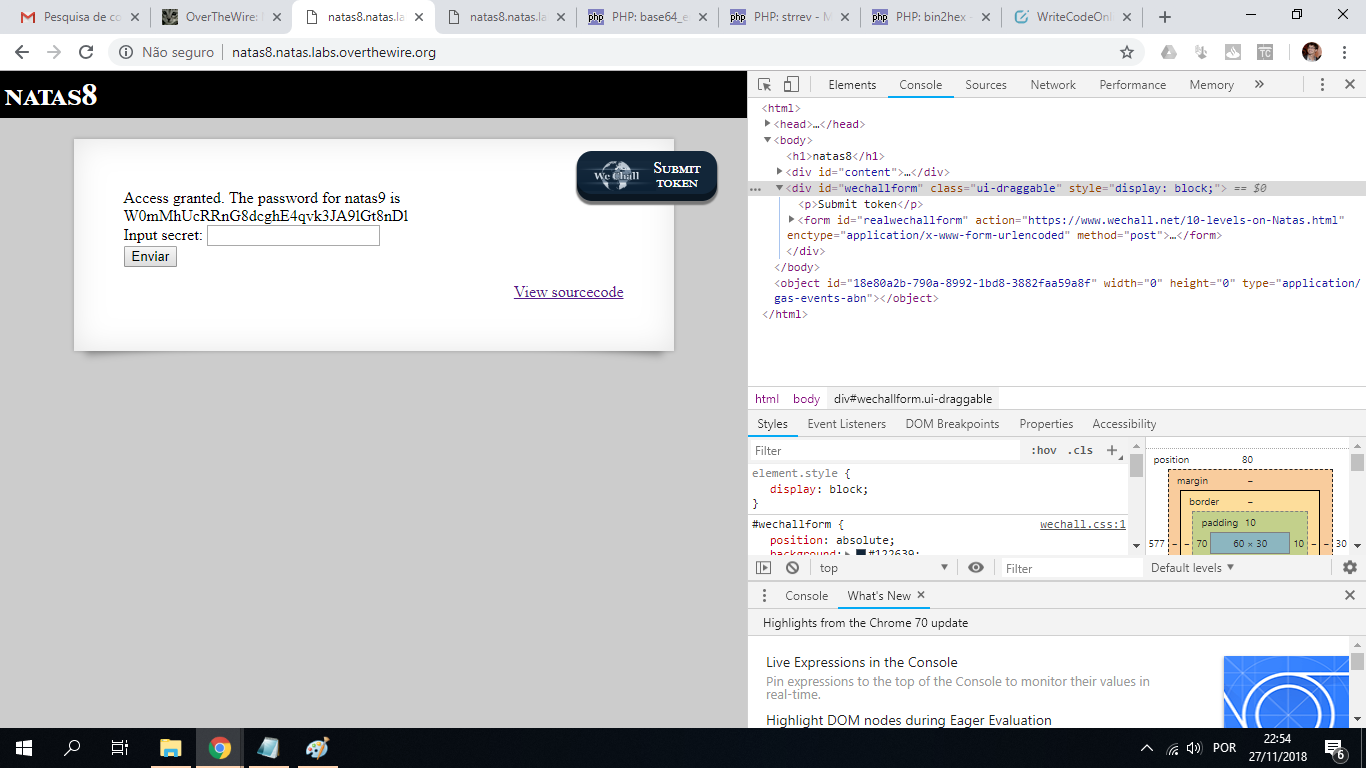 Pesquisa de co
OverTheWire:
natas8.natas.la
natas8.natas.lab
PHP: base64_e
PHP: strrev - M
PHP: bin2hex -
WriteCodeOnl
Não seguro
natas8.natas.labs.overthewire.org
TC
NATAS8
We Chall
SUBMIT
TOKEN
Access granted. The password for natas9 is
W0mMhUcRRnG8dcghE4qvk3JA9lGt8nDl
Input secret:
Enviar
View sourcecode
Elements Console Sources Network Performance Memory »
<html>
<head>…</head>
<body>
<h1>natas8</h1>
<div id="content">…</div>
… <div id="wechallform" class="ui-draggable" style="display: block;"> == $0
<p>Submit token</p>
<form id="realwechallform" action="https://www.wechall.net/10-levels-on-Natas.html"
enctype="application/x-www-form-urlencoded" method="post">…</form>
</div>
</body>
<object id="18e80a2b-790a-8992-1bd8-3882faa59a8f" width="0" height="0" type="application/
gas-events-abn"></object>
</html>
html body div#wechallform.ui-draggable
Styles Event Listeners DOM Breakpoints Properties Accessibility
Filter :hov .cls +
element.style {
display: block;
}
#wechallform { wechall.css:1
position: absolute;
background: #122639;
position 80
margin –
border –
padding 10
577 – – 70 60 × 30 10 – – 30
top Filter Default levels
Console What's New
Highlights from the Chrome 70 update
Live Expressions in the Console
Pin expressions to the top of the Console to monitor their values in
real-time.
Highlight DOM nodes during Eager Evaluation
POR
22:54
27/11/2018
6